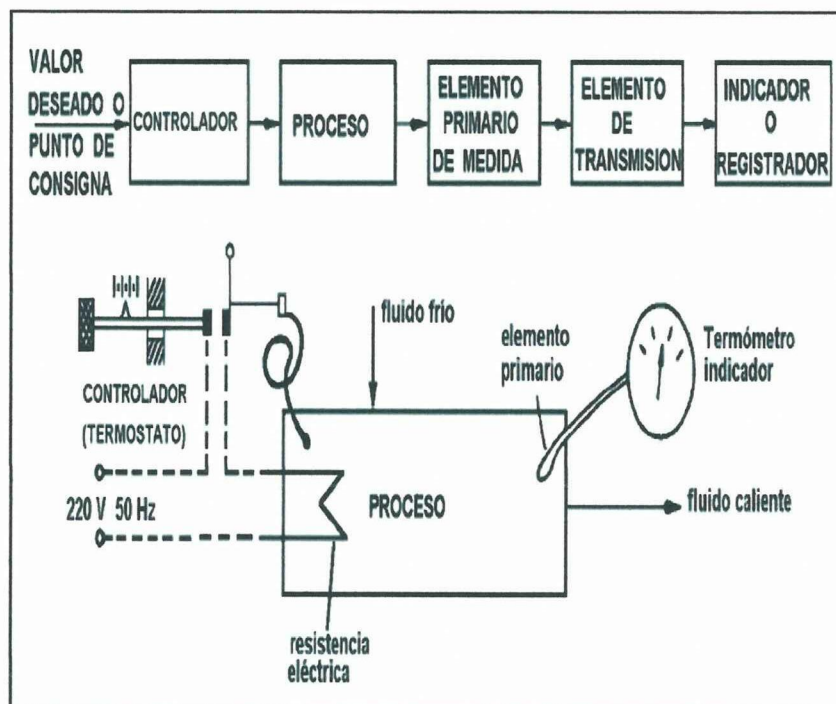 VALOR
DESEADO O
PUNTO DE
CONSIGNA
CONTROLADOR
PROCESO
ELEMENTO
PRIMARIO
DE MEDIDA
ELEMENTO
DE
TRANSMISION
INDICADOR
O
REGISTRADOR
fluido frío
elemento
primario
Termómetro
indicador
CONTROLADOR
(TERMOSTATO)
220 V 50 Hz
PROCESO
fluido caliente
resistencia
eléctrica